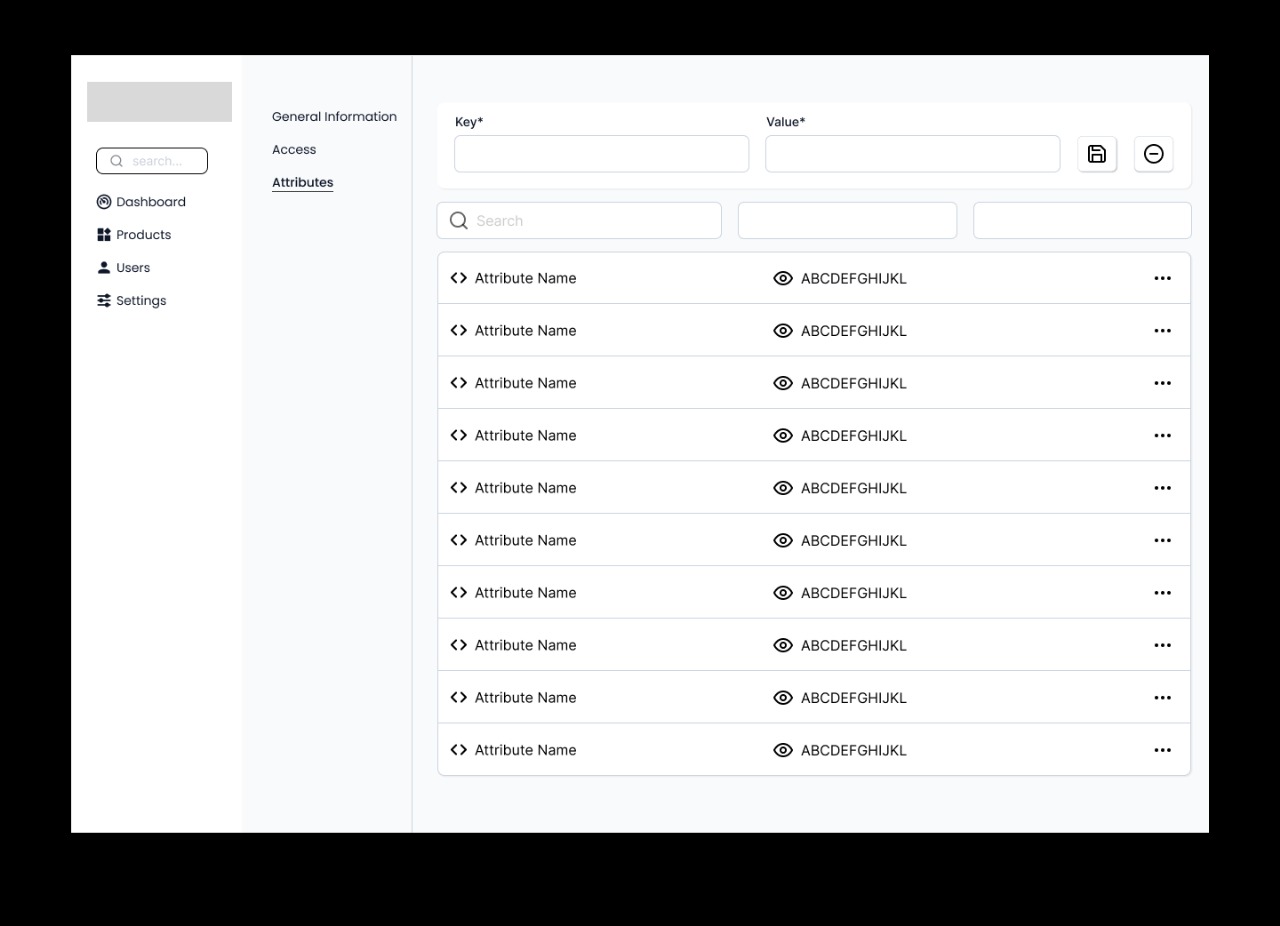 search...
Dashboard
Products
Users
Settings
General Information
Access
Attributes
Key*
Value*
Search
Attribute Name ABCDEFGHIJKL
Attribute Name ABCDEFGHIJKL
Attribute Name ABCDEFGHIJKL
Attribute Name ABCDEFGHIJKL
Attribute Name ABCDEFGHIJKL
Attribute Name ABCDEFGHIJKL
Attribute Name ABCDEFGHIJKL
Attribute Name ABCDEFGHIJKL
Attribute Name ABCDEFGHIJKL
Attribute Name ABCDEFGHIJKL